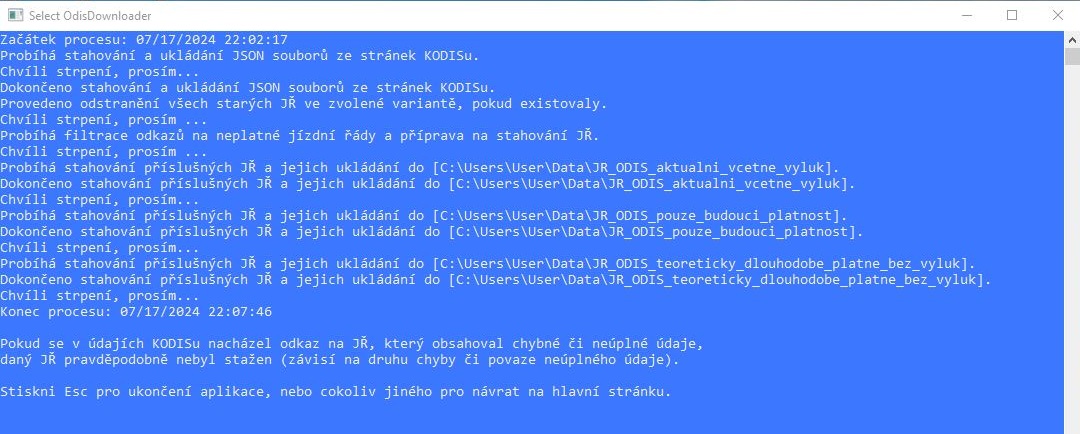 Select OdisDownloader
Začátek procesu: 07/17/2024 22:02:17
Probíhá stahování a ukládání JSON souborů ze stránek KODISu.
Chvíli strpení, prosím...
Dokončeno stahování a ukládání JSON souborů ze stránek KODISu.
Provedeno odstranění všech starých JŘ ve zvolené variantě, pokud existovaly.
Chvíli strpení, prosím ...
Probíhá filtrace odkazů na neplatné jízdní řády a příprava na stahování JŘ.
Chvíli strpení, prosím ...
Probíhá stahování příslušných JŘ a jejich ukládání do [C:\Users\User\Data\JR_ODIS_aktualni_vcetne_vyluk].
Dokončeno stahování příslušných JŘ a jejich ukládání do [C:\Users\User\Data\JR_ODIS_aktualni_vcetne_vyluk].
Chvíli strpení, prosím...
Probíhá stahování příslušných JŘ a jejich ukládání do [C:\Users\User\Data\JR_ODIS_pouze_budouci_platnost].
Dokončeno stahování příslušných JŘ a jejich ukládání do [C:\Users\User\Data\JR_ODIS_pouze_budouci_platnost].
Chvíli strpení, prosím...
Probíhá stahování příslušných JŘ a jejich ukládání do [C:\Users\User\Data\JR_ODIS_teoreticky_dlouhodobe_platne_bez_vyluk].
Dokončeno stahování příslušných JŘ a jejich ukládání do [C:\Users\User\Data\JR_ODIS_teoreticky_dlouhodobe_platne_bez_vyluk].
Chvíli strpení, prosím...
Konec procesu: 07/17/2024 22:07:46
Pokud se v údajích KODISu nacházel odkaz na JŘ, který obsahoval chybné či neúplné údaje,
daný JŘ pravděpodobně nebyl stažen (závisí na druhu chyby či povaze neúplného údaje).
Stiskni Esc pro ukončení aplikace, nebo cokoliv jiného pro návrat na hlavní stránku.